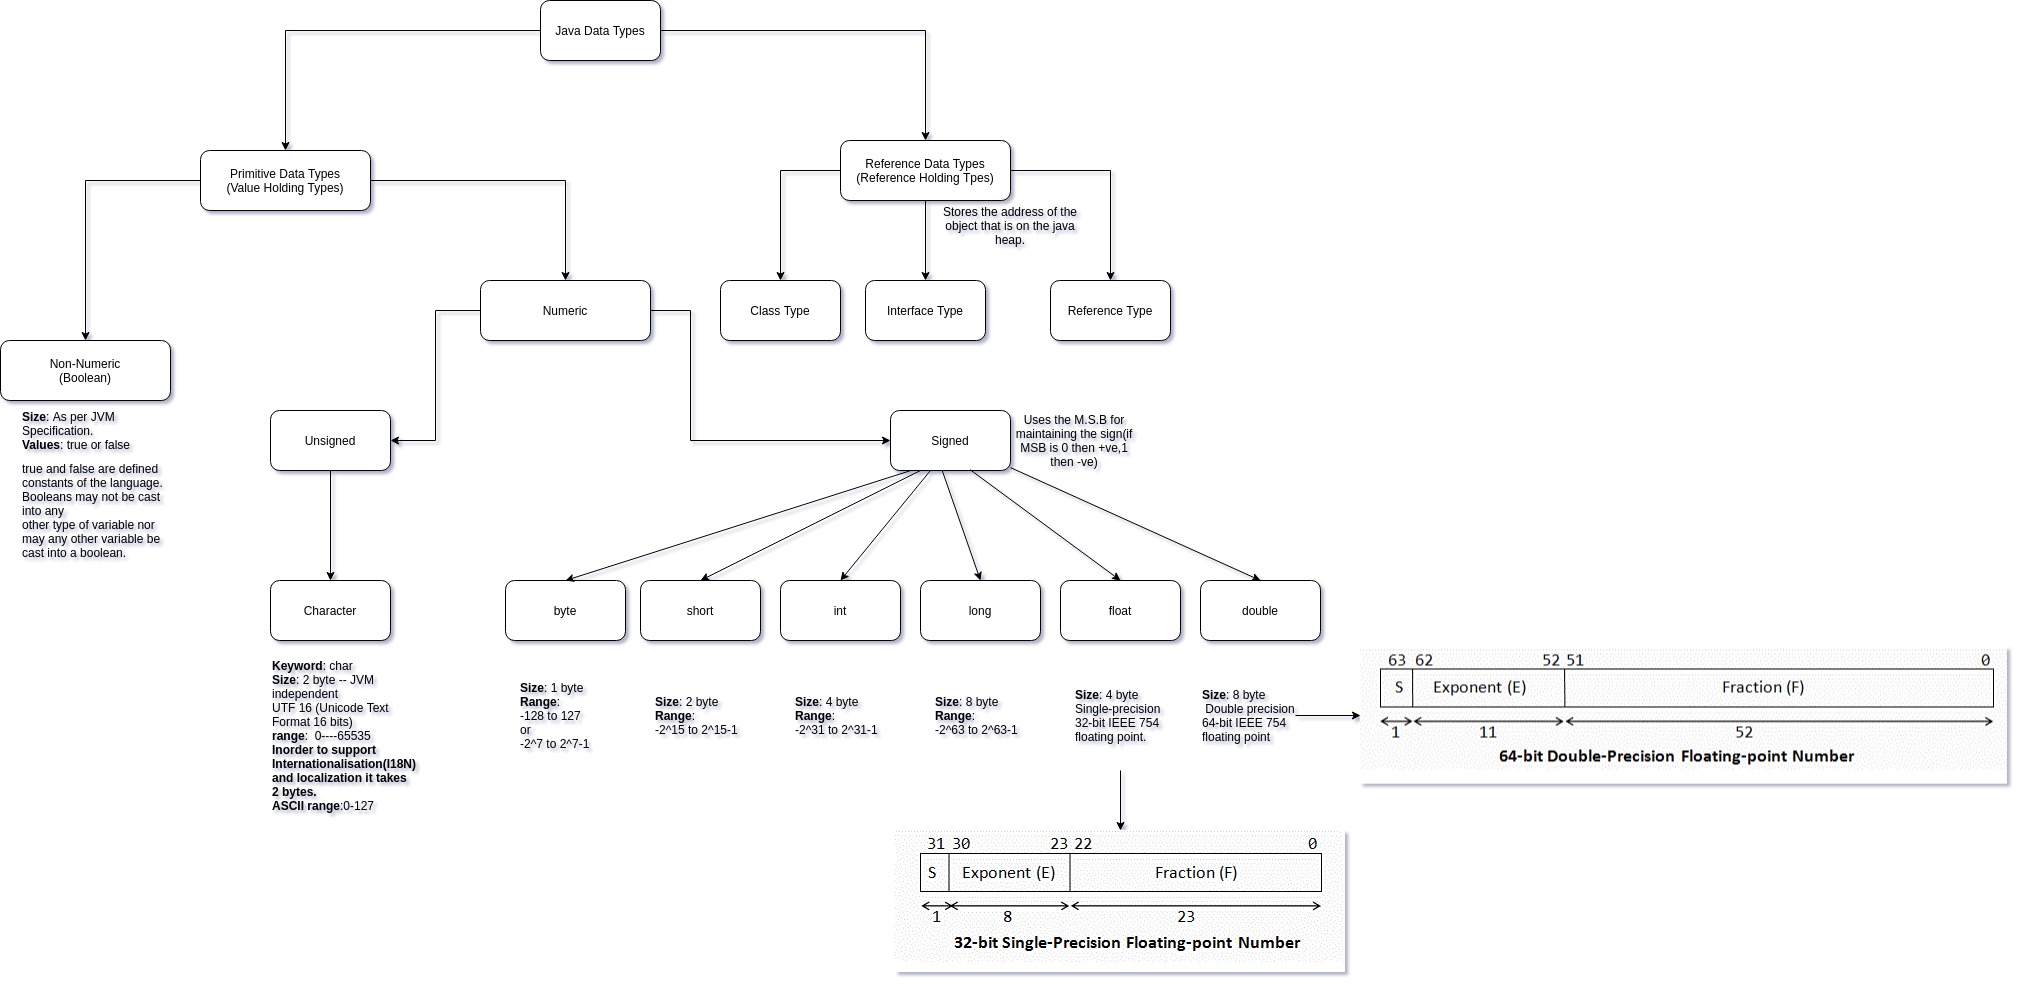 Java Data Types
Primitive Data Types
(Value Holding Types)
Reference Data Types
(Reference Holding Tpes)
Stores the address of the
object that is on the java
heap.
Numeric
Class Type
Interface Type
Reference Type
Non-Numeric
(Boolean)
Size: As per JVM
Specification.
Values: true or false
true and false are defined
constants of the language.
Booleans may not be cast
into any
other type of variable nor
may any other variable be
cast into a boolean.
Unsigned
Signed
Uses the M.S.B for
maintaining the sign(if
MSB is 0 then +ve,1
then -ve)
Character
byte
short
int
long
float
double
Keyword: char
Size: 2 byte -- JVM
independent
UTF 16 (Unicode Text
Format 16 bits)
range:  0----65535
Inorder to support
Internationalisation(I18N)
and localization it takes
2 bytes.
ASCII range:0-127
Size: 1 byte
Range:
-128 to 127
or
-2^7 to 2^7-1
Size: 2 byte
Range:
-2^15 to 2^15-1
Size: 4 byte
Range:
-2^31 to 2^31-1
Size: 8 byte
Range:
-2^63 to 2^63-1
Size: 4 byte
Single-precision
32-bit IEEE 754
floating point.
Size: 8 byte
Double precision
64-bit IEEE 754
floating point
63 62 52 51 0
S Exponent (E) Fraction (F)
1 11 52
64-bit Double-Precision Floating-point Number
31 30 23 22 0
S Exponent (E) Fraction (F)
1 8 23
32-bit Single-Precision Floating-point Number